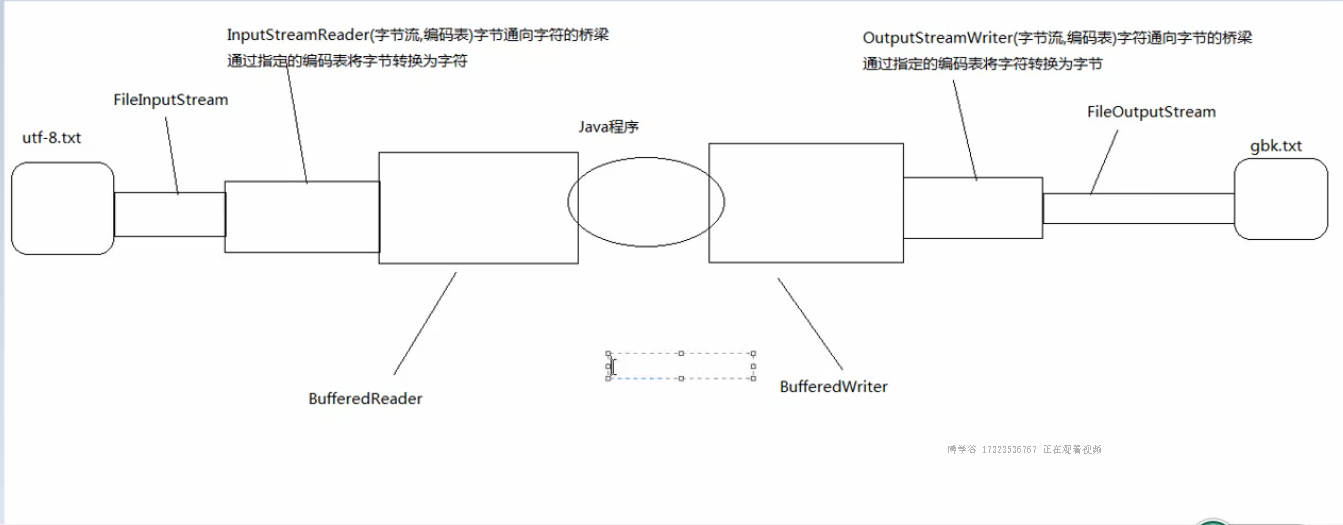 InputStreamReader(字节流,编码表)字节通向字符的桥梁
通过指定的编码表将字节转换为字符
OutputStreamWriter(字节流,编码表)字符通向字节的桥梁
通过指定的编码表将字符转换为字节
FileInputStream
FileOutputStream
Java程序
utf-8.txt
gbk.txt
BufferedReader
BufferedWriter
博学谷 17323536767 正在观看视频